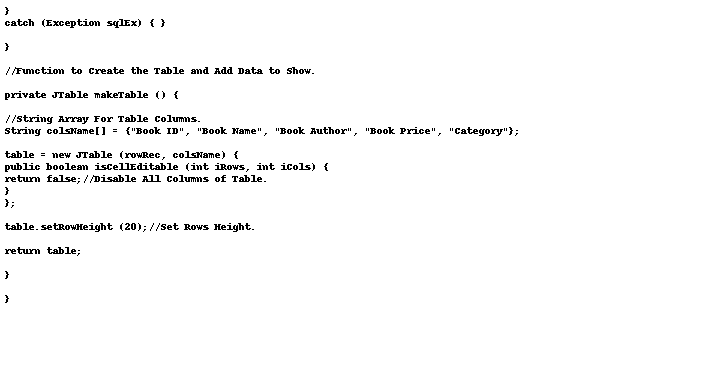 }
catch (Exception sqlEx) { }
}
//Function to Create the Table and Add Data to Show.
private JTable makeTable () {
//String Array For Table Columns.
String colsName[] = {"Book ID", "Book Name", "Book Author", "Book Price", "Category"};
table = new JTable (rowRec, colsName) {
public boolean isCellEditable (int iRows, int iCols) {
return false;//Disable All Columns of Table.
}
};
table.setRowHeight (20);//Set Rows Height.
return table;
}
}